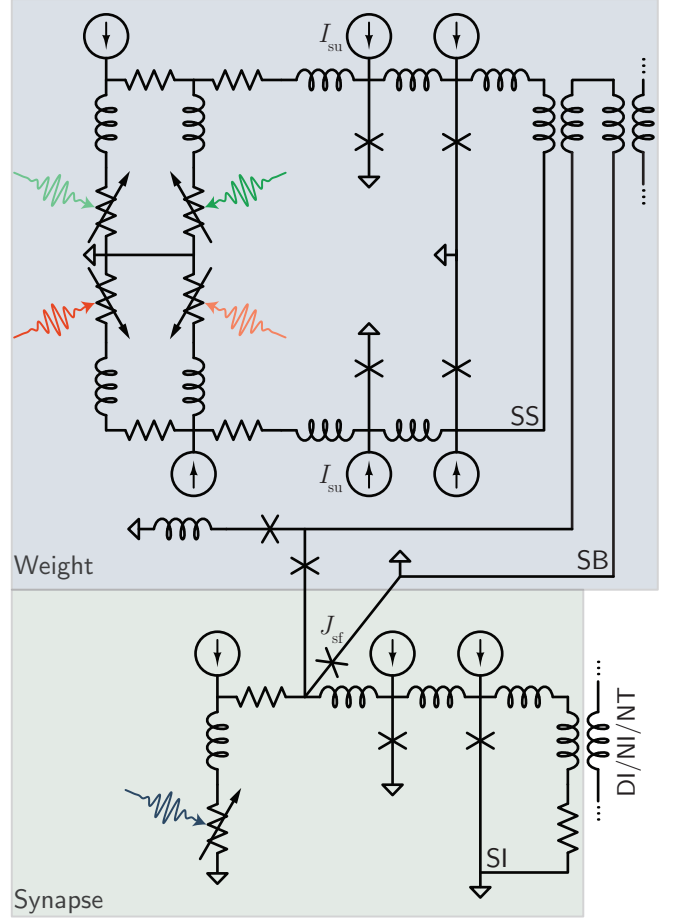 I_su
SS
I_su
SB
Weight
J_sf
DI/NI/NT
SI
Synapse